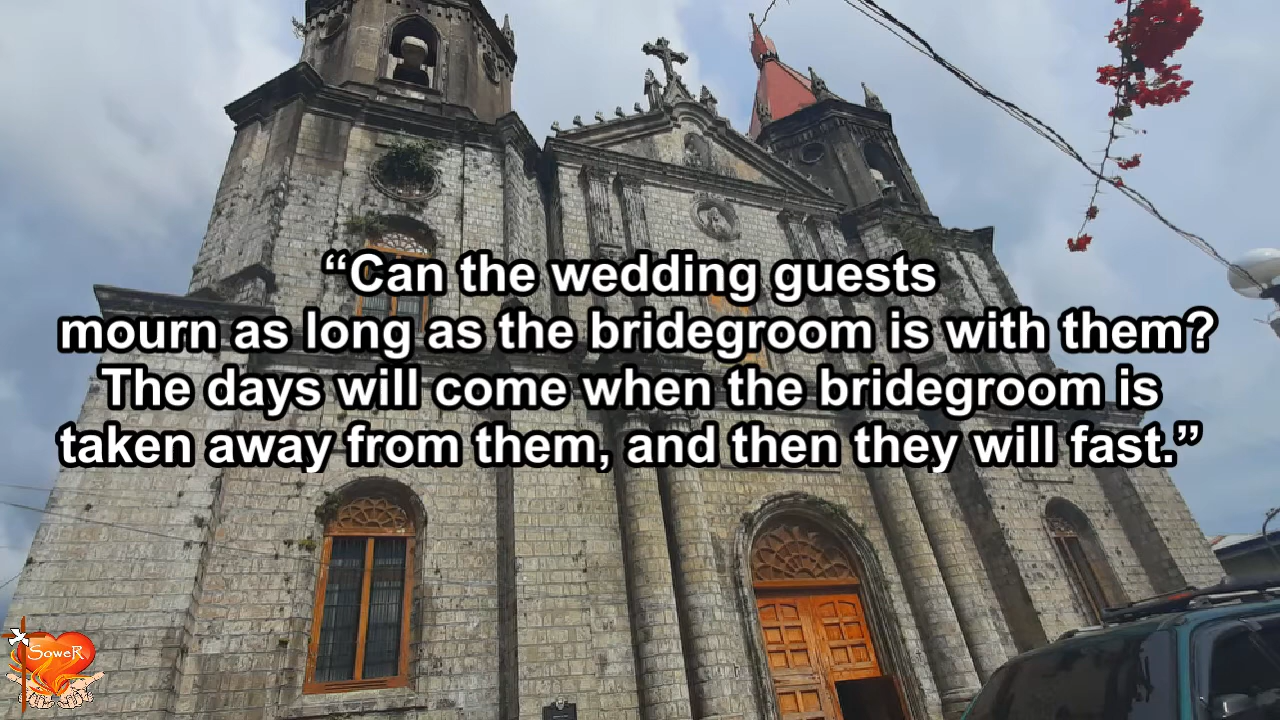 “Can the wedding guests
mourn as long as the bridegroom is with them?
The days will come when the bridegroom is
taken away from them, and then they will fast.”
SoweR